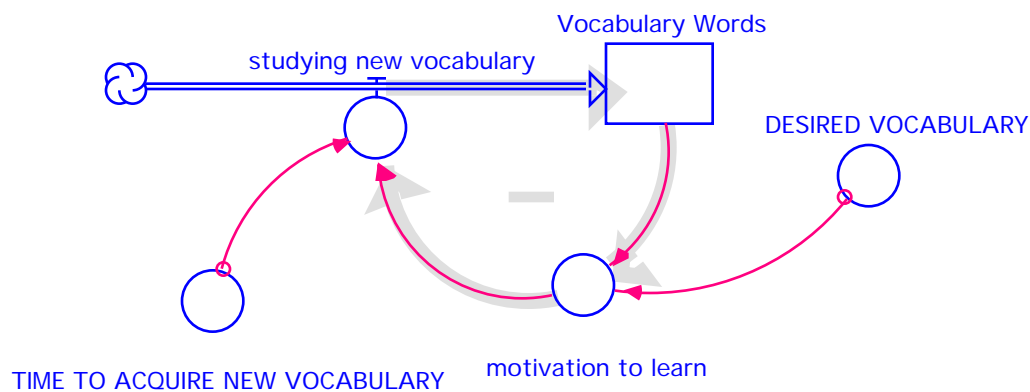 Vocabulary Words
studying new vocabulary
DESIRED VOCABULARY
motivation to learn
TIME TO ACQUIRE NEW VOCABULARY